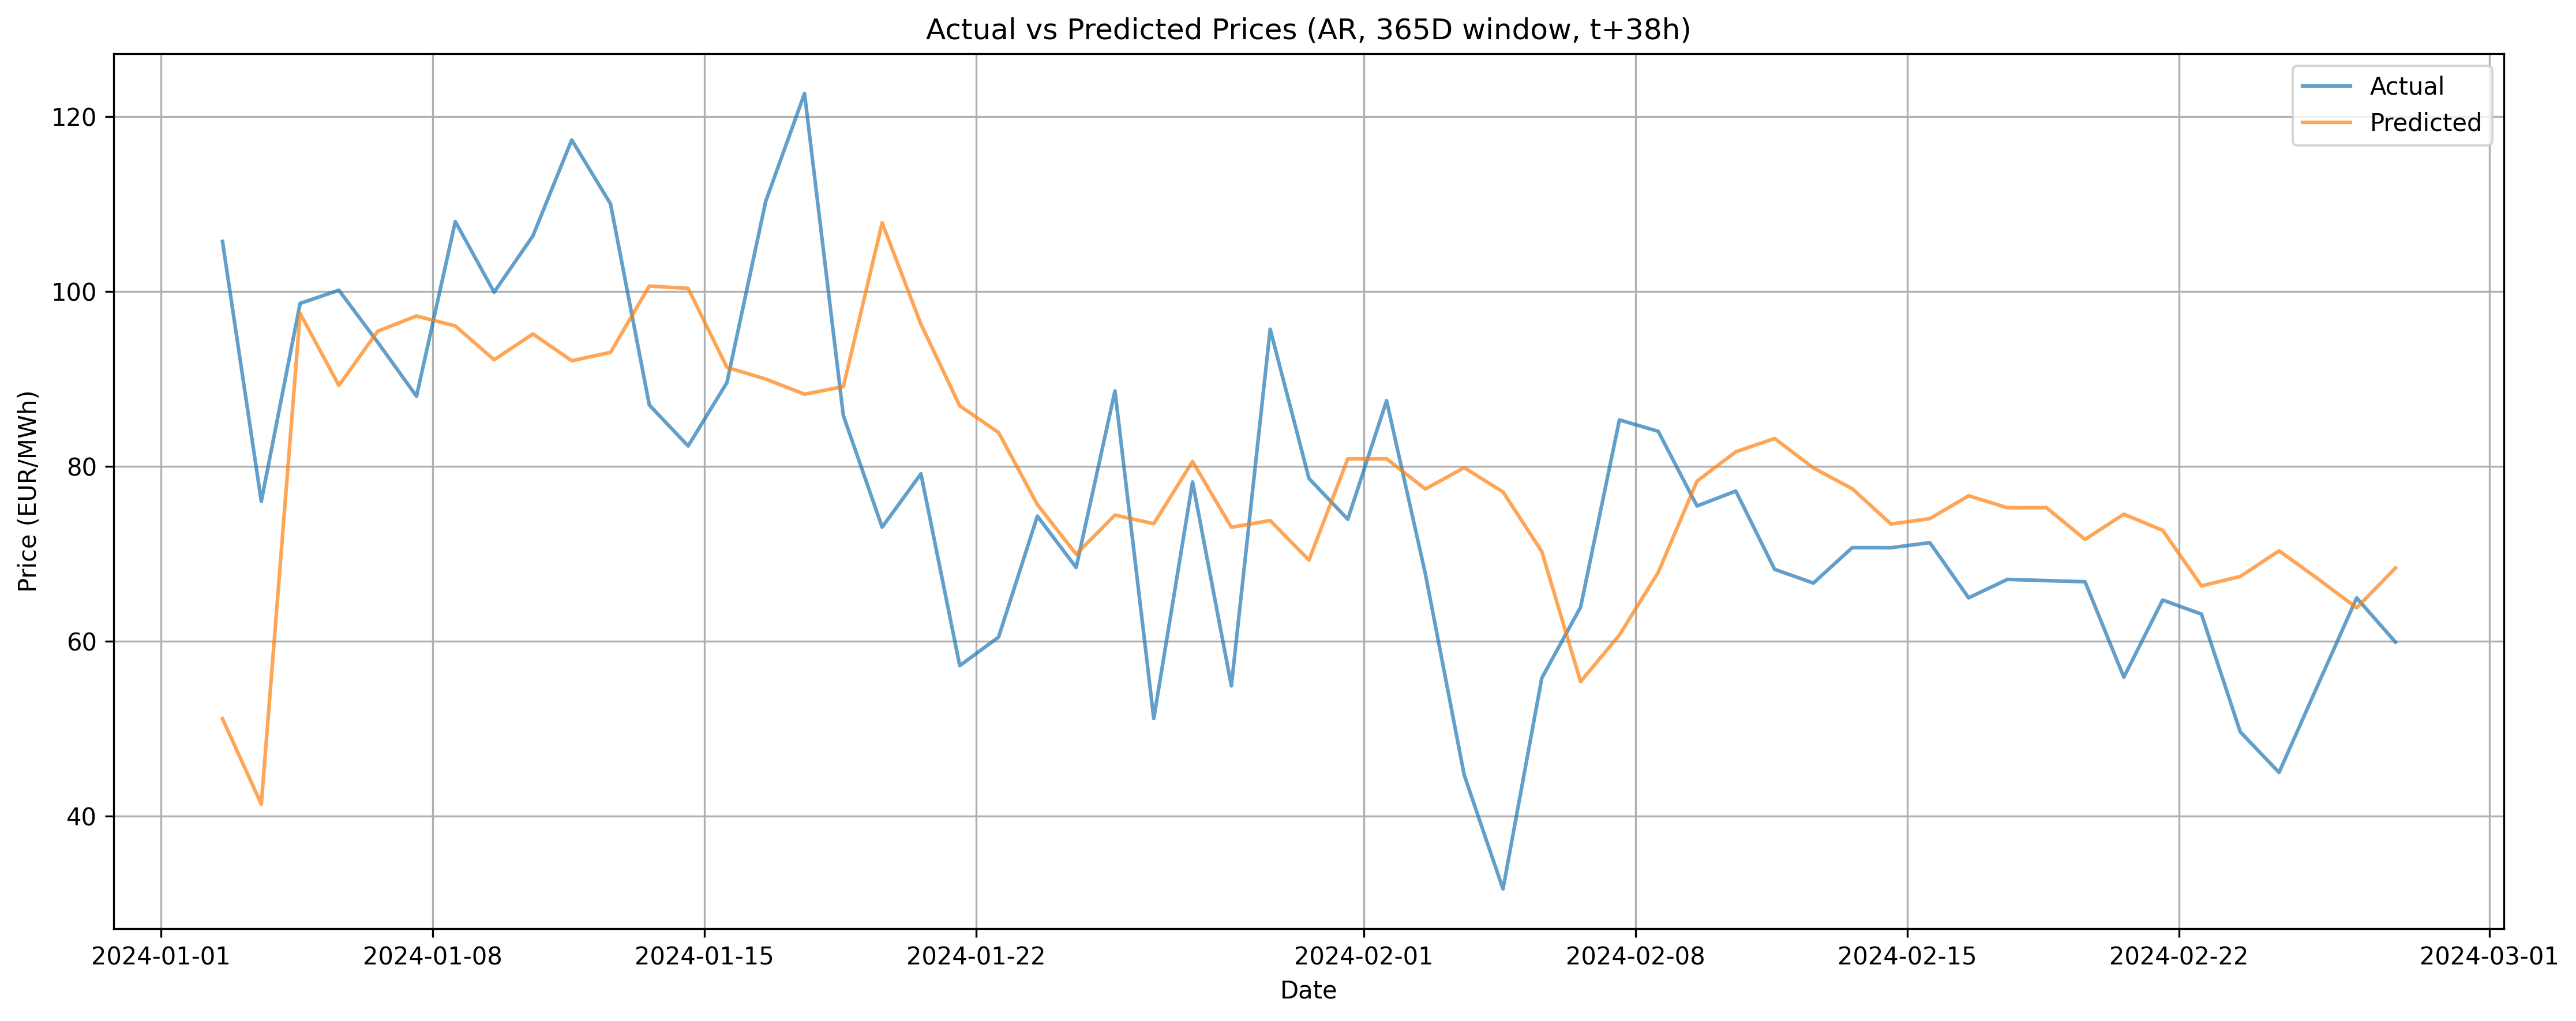 Actual vs Predicted Prices (AR, 365D window, t+38h)
Actual
Predicted
Price (EUR/MWh)
120
100
80
60
40
2024-01-01 2024-01-08 2024-01-15 2024-01-22 2024-02-01 2024-02-08 2024-02-15 2024-02-22 2024-03-01
Date